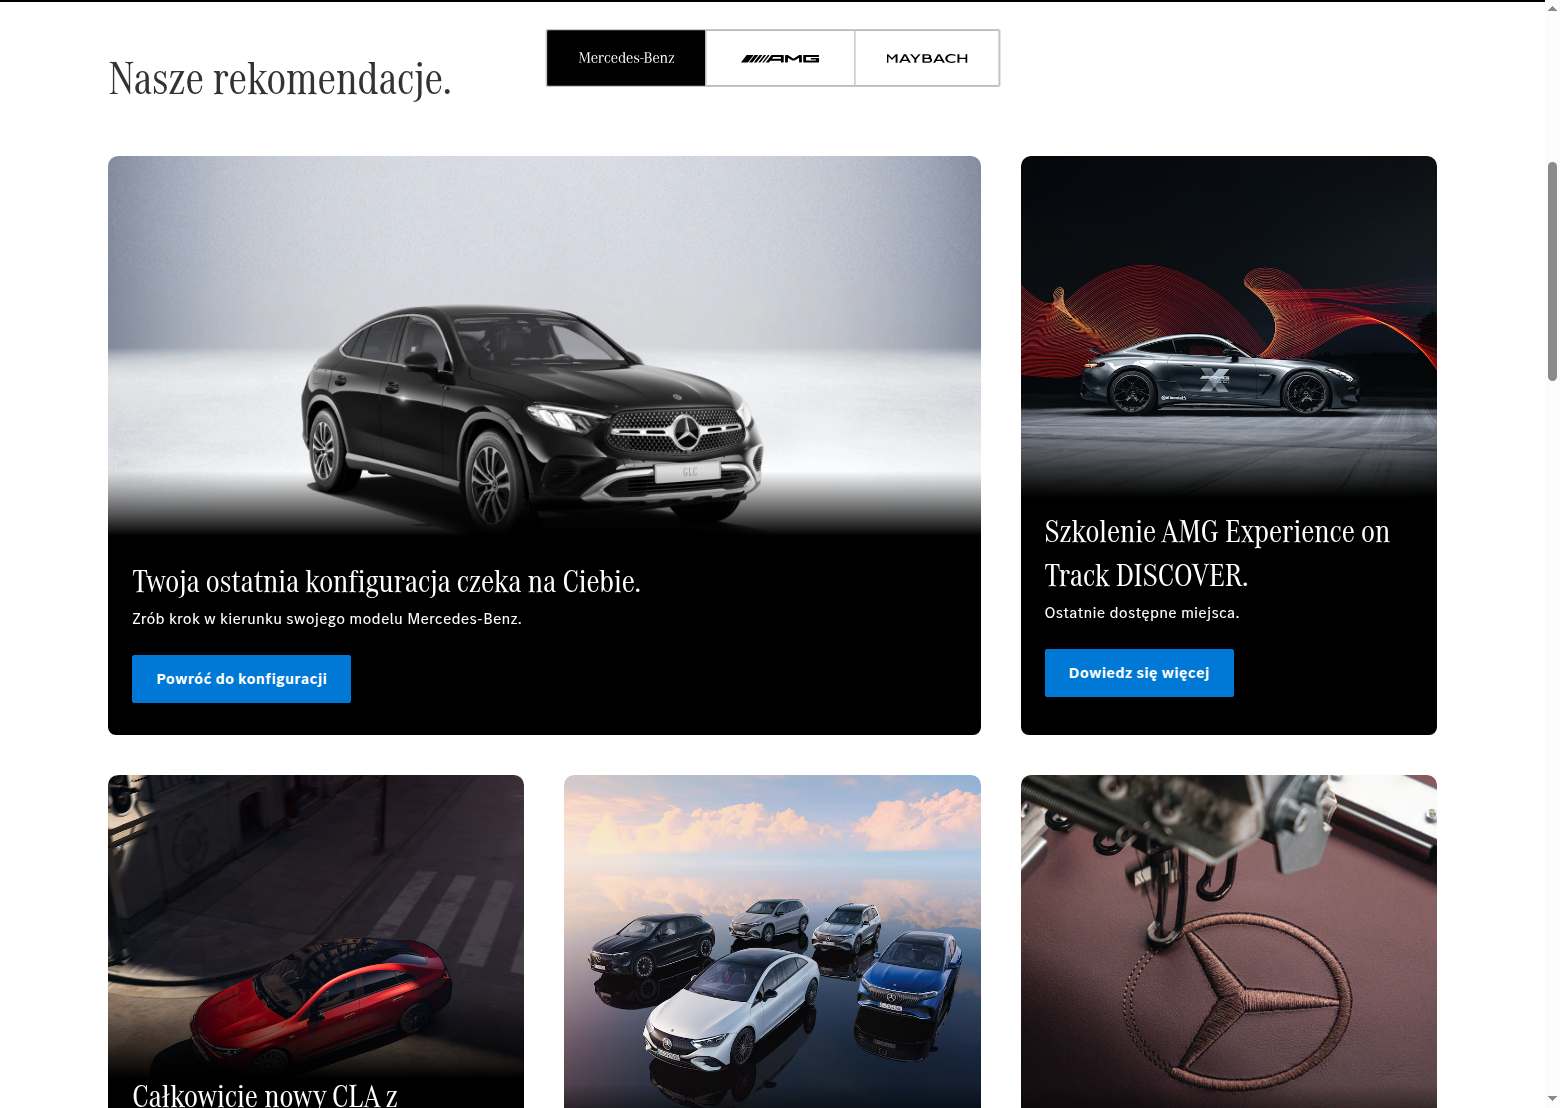 Nasze rekomendacje.
Mercedes-Benz
AMG
MAYBACH
GLC
Twoja ostatnia konfiguracja czeka na Ciebie.
Zrób krok w kierunku swojego modelu Mercedes-Benz.
Powróć do konfiguracji
Szkolenie AMG Experience on
Track DISCOVER.
Ostatnie dostępne miejsca.
Dowiedz się więcej
Całkowicie nowy CLA z